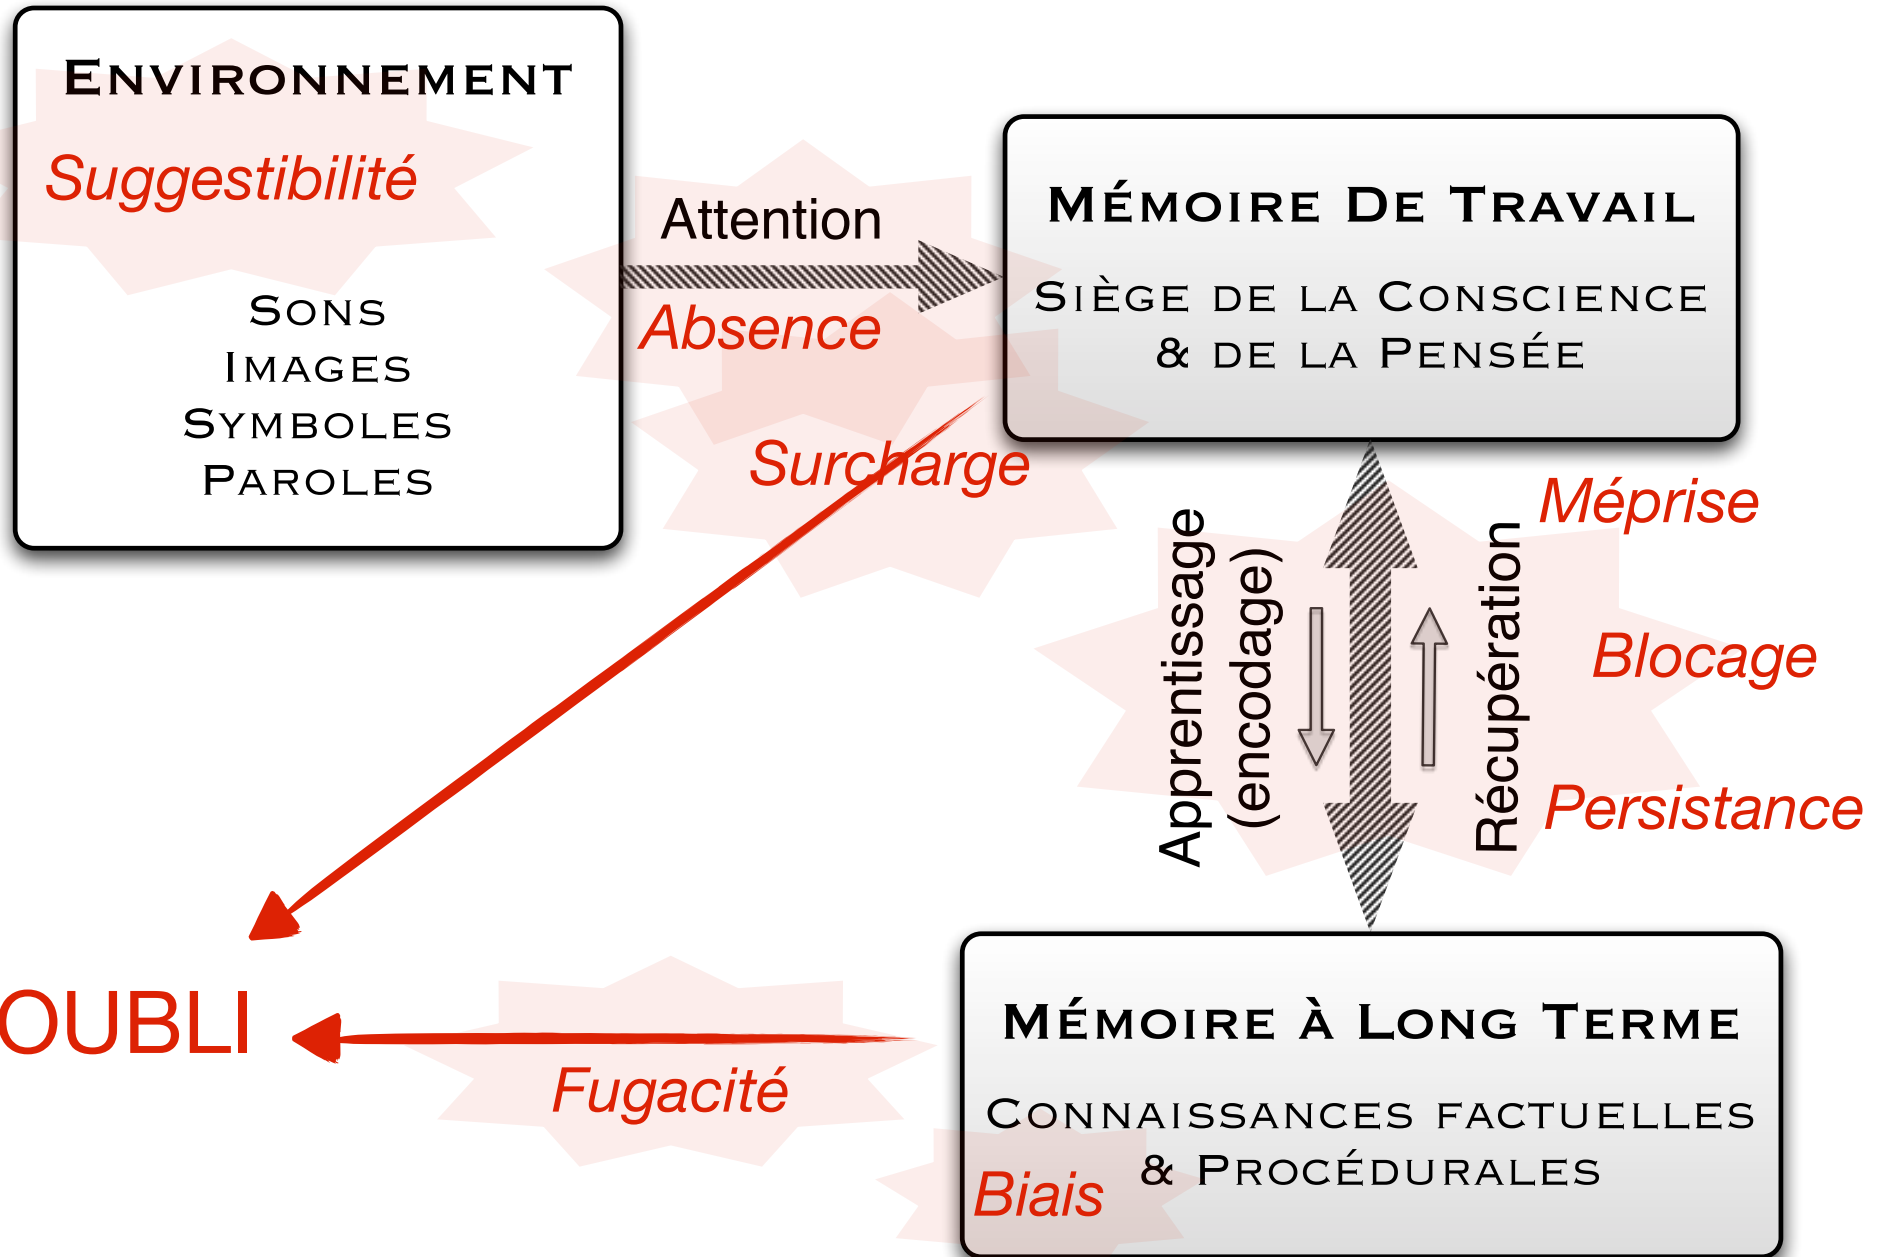 Environnement
Suggestibilité
Sons
Images
Symboles
Paroles
Attention
Absence
Surcharge
Mémoire De Travail
Siège de la Conscience
& de la Pensée
Apprentissage
(encodage)
Récupération
Méprise
Blocage
Persistance
OUBLI
Fugacité
Mémoire à Long Terme
Connaissances factuelles
& Procédurales
Biais